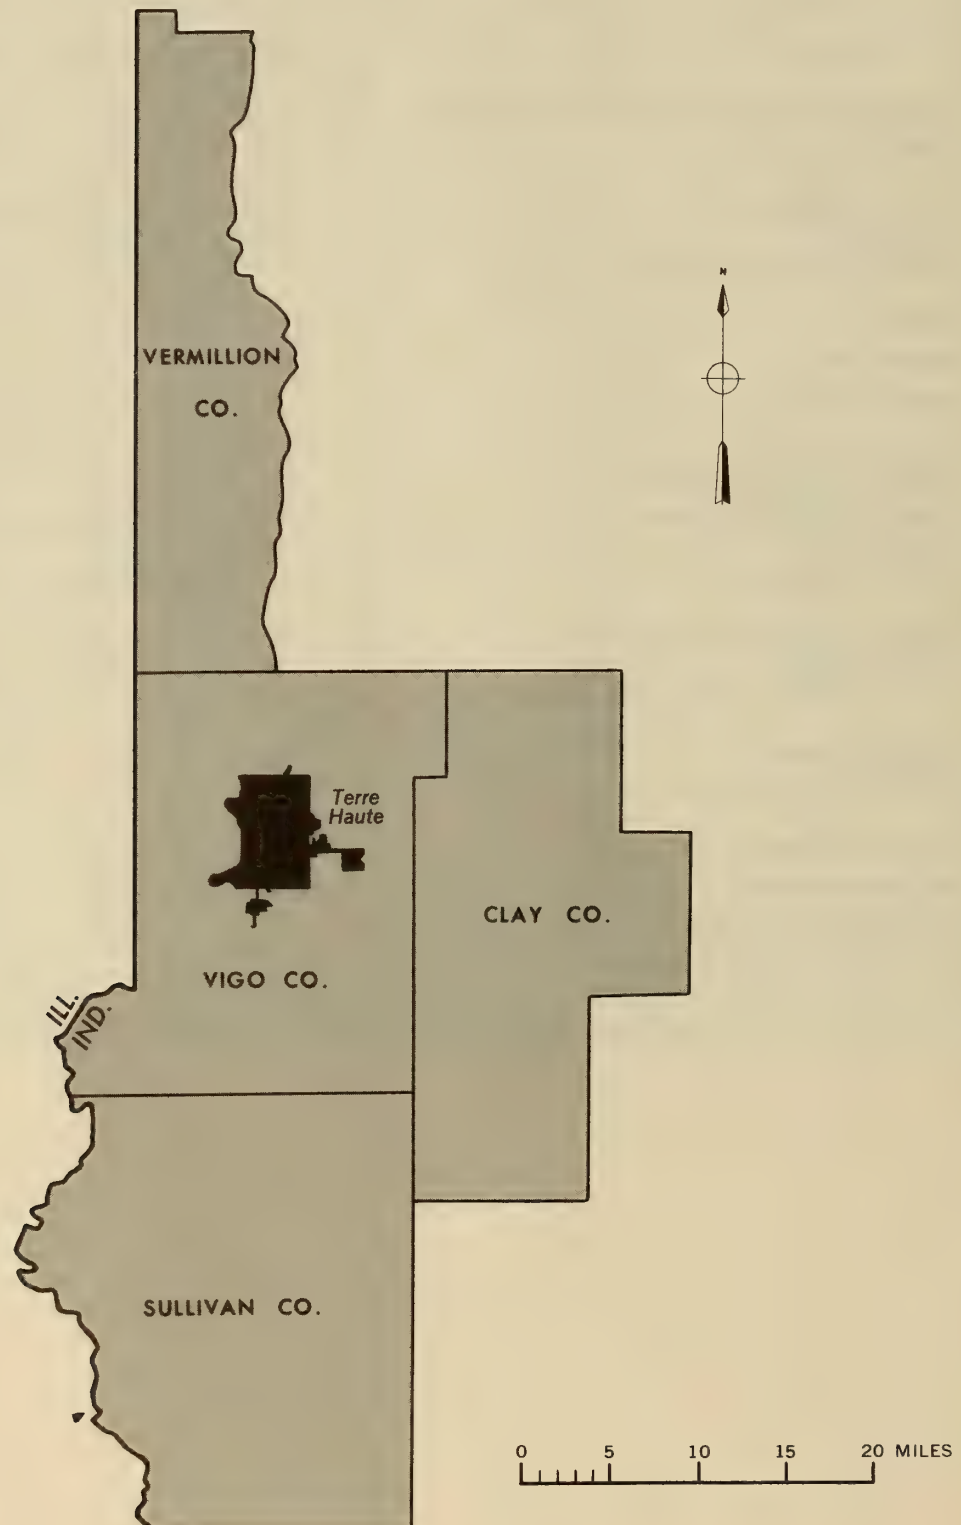 N
VERMILLION
CO.
Terre
Haute
CLAY CO.
VIGO CO.
ILL.
IND.
SULLIVAN CO.
0 5 10 15 20 MILES